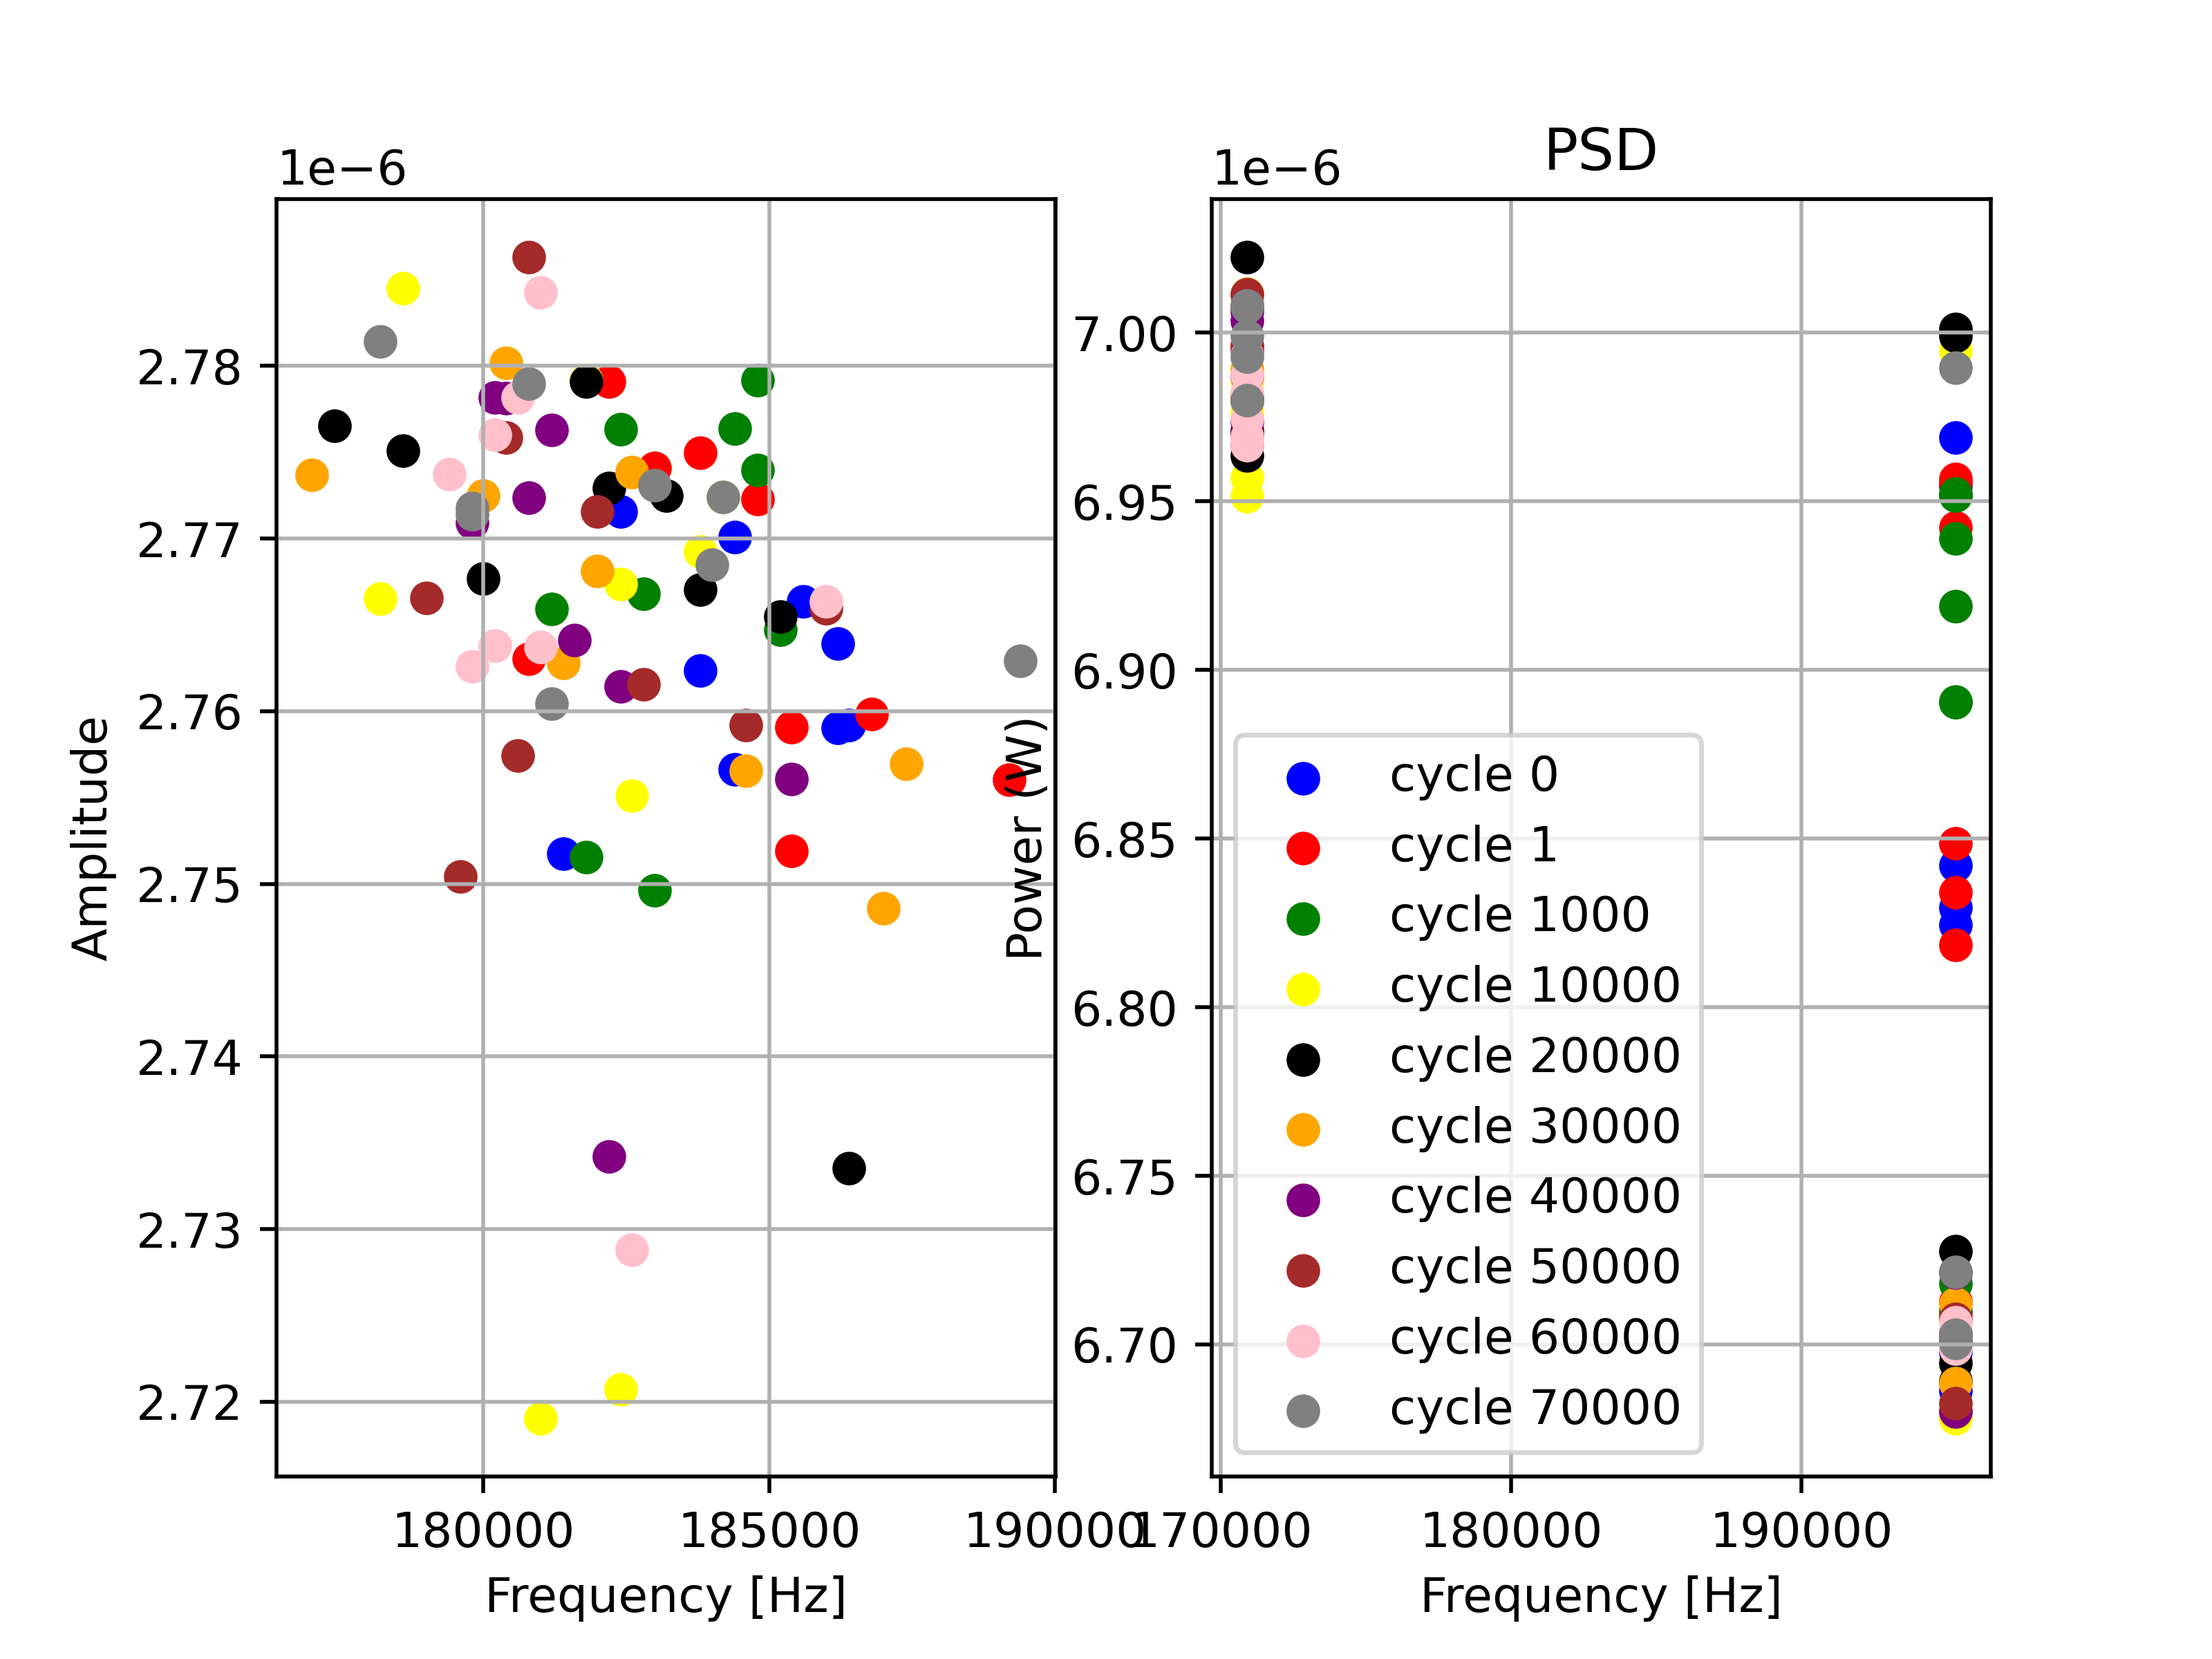 1e−6
2.78
2.77
2.76
2.75
2.74
2.73
2.72
Amplitude
180000
185000
190000
Frequency [Hz]
PSD
1e−6
7.00
6.95
6.90
6.85
6.80
6.75
6.70
Power (W)
cycle 0
cycle 1
cycle 1000
cycle 10000
cycle 20000
cycle 30000
cycle 40000
cycle 50000
cycle 60000
cycle 70000
170000
180000
190000
Frequency [Hz]